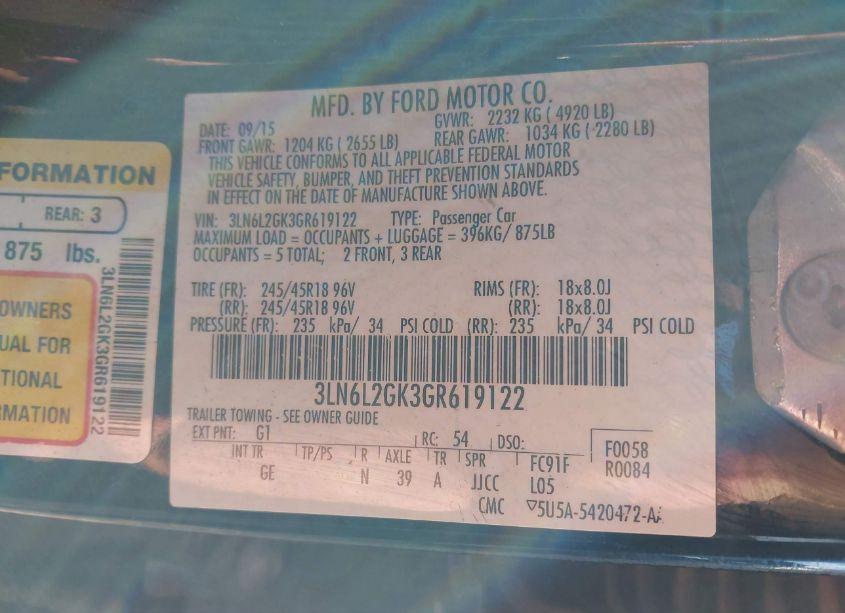 FORMATION
REAR: 3
875 lbs.
OWNERS
UAL FOR
TIONAL
RMATION
3LN6L2GK3GR619122
MFD. BY FORD MOTOR CO.
DATE: 09/15 GVWR: 2232 KG ( 4920 LB)
FRONT GAWR: 1204 KG ( 2655 LB) REAR GAWR: 1034 KG ( 2280 LB)
THIS VEHICLE CONFORMS TO ALL APPLICABLE FEDERAL MOTOR
VEHICLE SAFETY, BUMPER, AND THEFT PREVENTION STANDARDS
IN EFFECT ON THE DATE OF MANUFACTURE SHOWN ABOVE.
VIN: 3LN6L2GK3GR619122 TYPE: Passenger Car
MAXIMUM LOAD = OCCUPANTS + LUGGAGE = 396KG/ 875LB
OCCUPANTS = 5 TOTAL; 2 FRONT, 3 REAR
TIRE (FR): 245/45R18 96V RIMS (FR): 18x8.0J
(RR): 245/45R18 96V (RR): 18x8.0J
PRESSURE (FR): 235 kPa/ 34 PSI COLD (RR): 235 kPa/ 34 PSI COLD
3LN6L2GK3GR619122
TRAILER TOWING - SEE OWNER GUIDE
EXT PNT: G1 RC: 54 DSO: F0058
INT TR TP/PS R AXLE TR SPR FC91F R0084
GE N 39 A JJCC L05
CMC ▽5U5A-5420472-AA